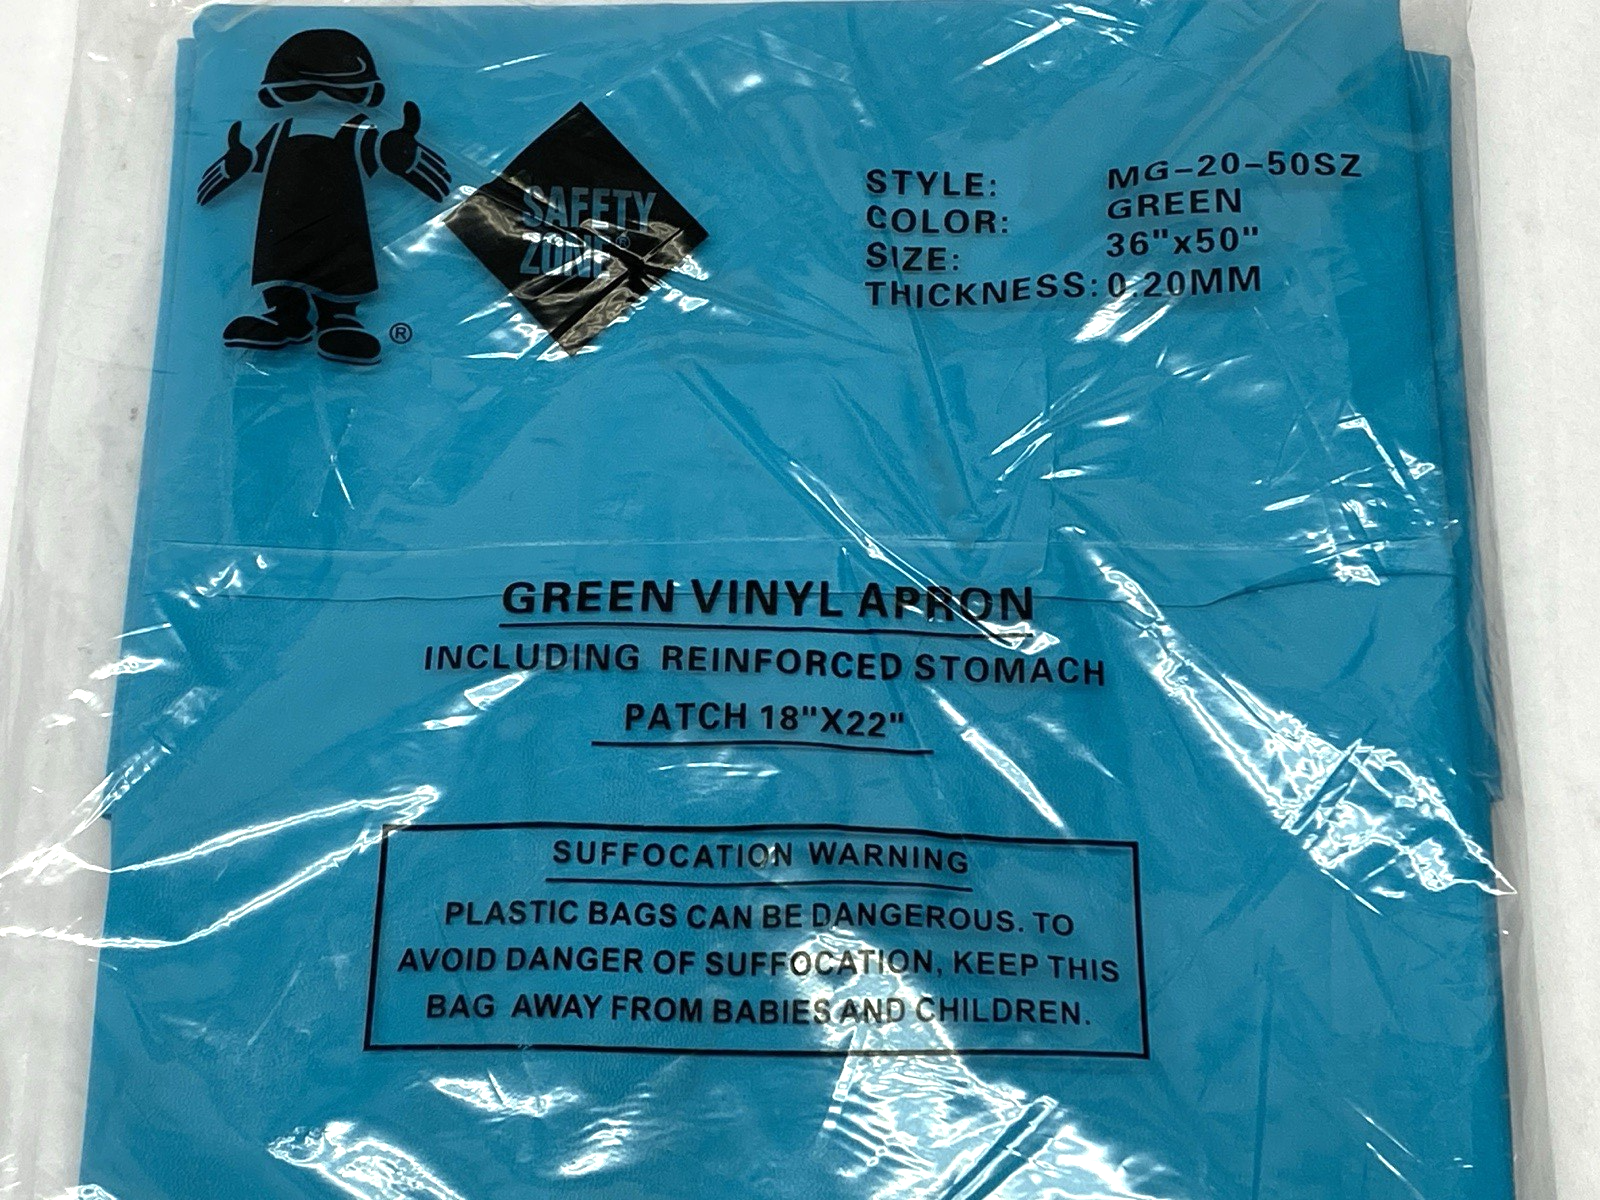 SAFETY
ZONE®
®
STYLE: MG-20-50SZ
COLOR: GREEN
SIZE: 36"x50"
THICKNESS: 0.20MM
GREEN VINYL APRON
INCLUDING REINFORCED STOMACH
PATCH 18"X22"
SUFFOCATION WARNING
PLASTIC BAGS CAN BE DANGEROUS. TO
AVOID DANGER OF SUFFOCATION, KEEP THIS
BAG AWAY FROM BABIES AND CHILDREN.